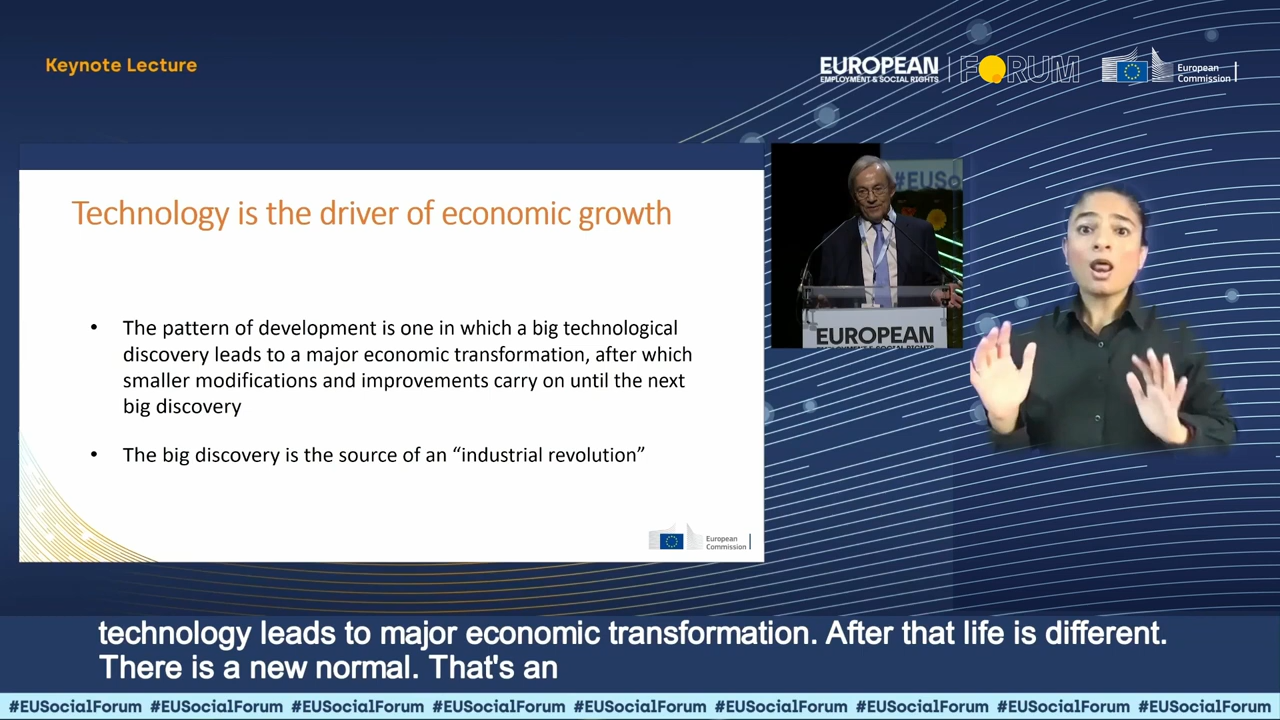 Keynote Lecture
EUROPEAN
EMPLOYMENT & SOCIAL RIGHTS
FORUM
European
Commission
Technology is the driver of economic growth
• The pattern of development is one in which a big technological
discovery leads to a major economic transformation, after which
smaller modifications and improvements carry on until the next
big discovery
• The big discovery is the source of an “industrial revolution”
European
Commission
#EUSo
EUROPEAN
EMPLOYMENT & SOCIAL RIGHTS
technology leads to major economic transformation. After that life is different.
There is a new normal. That's an
#EUSocialForum #EUSocialForum #EUSocialForum #EUSocialForum #EUSocialForum #EUSocialForum #EUSocialForum #EUSocialForum #EUSocialForum